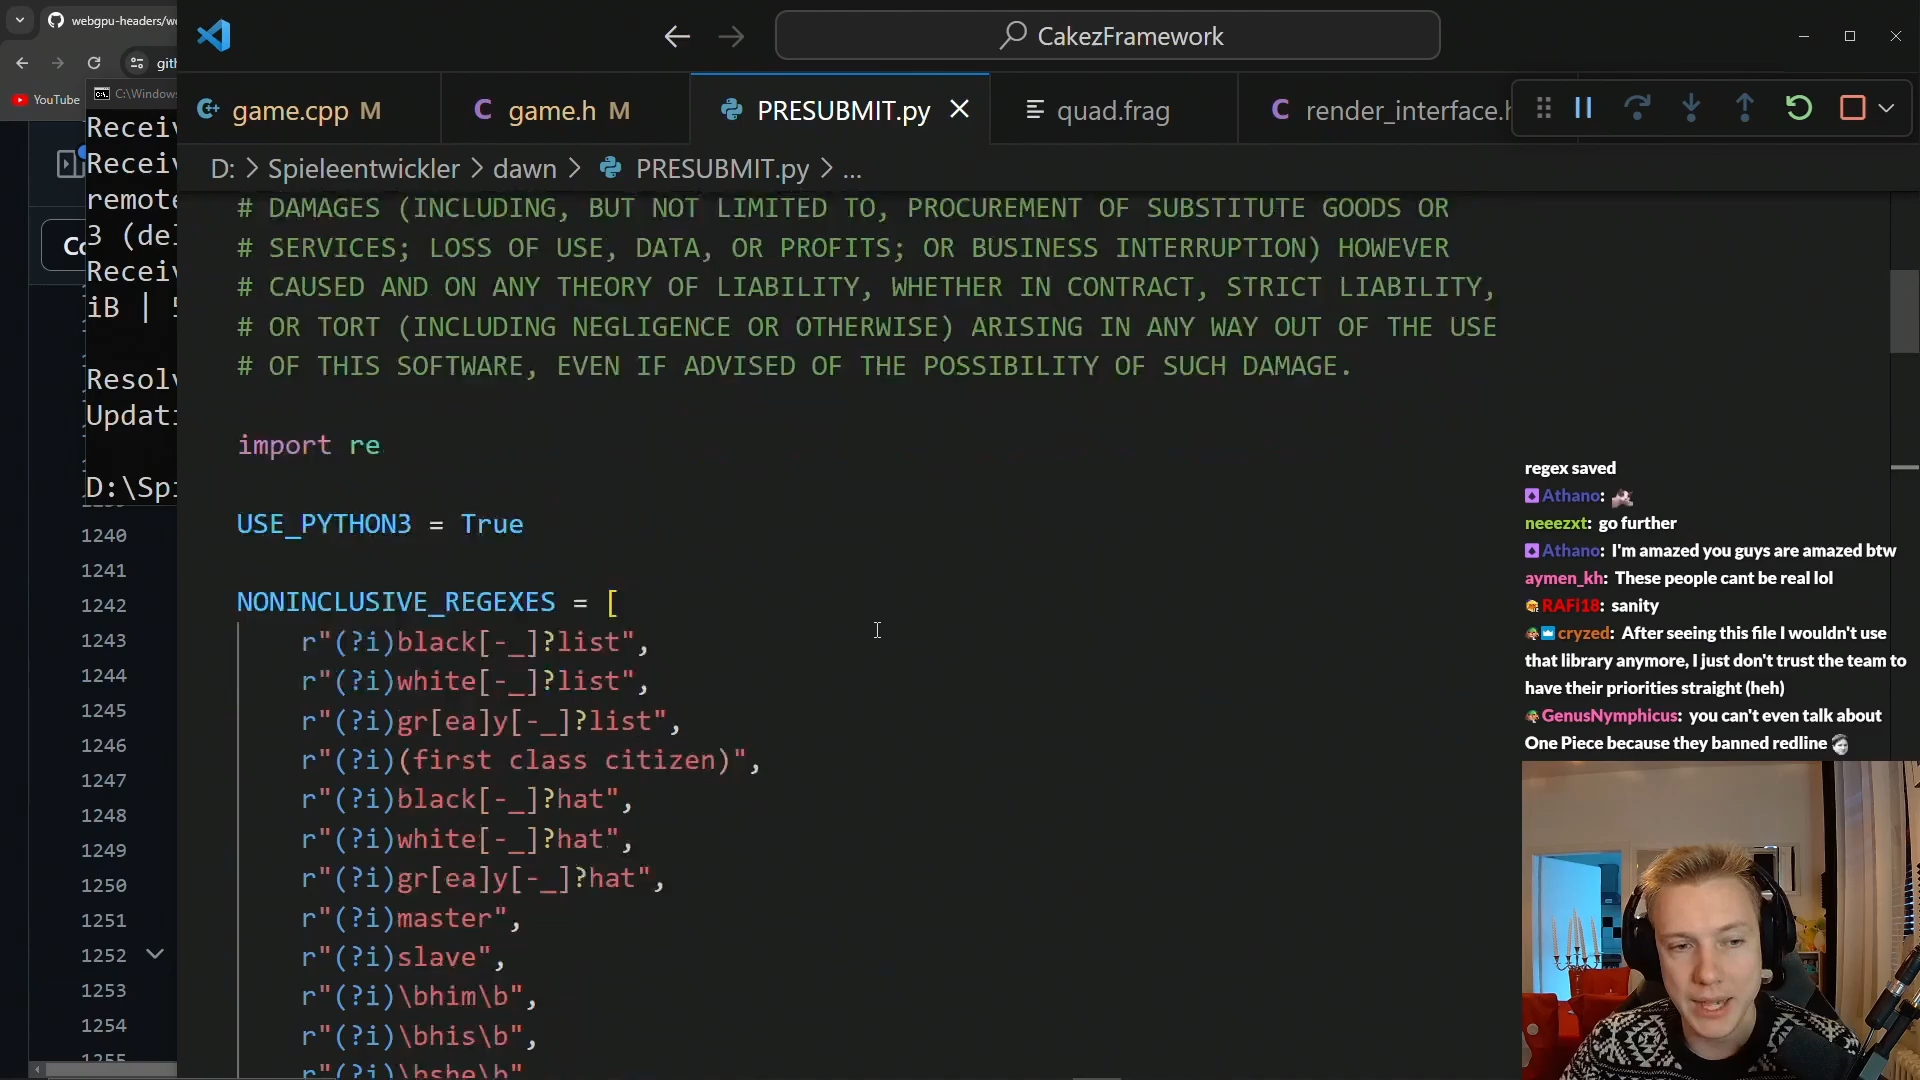 webgpu-headers/we
gith
YouTube
C:\Windows
Receiv
Receiv
remote
3 (del
Receiv
iB |
Resolv
Updati
D:\Spi
Co
1240
1241
1242
1243
1244
1245
1246
1247
1248
1249
1250
1251
1252
1253
1254
1255
CakezFramework
game.cpp M
game.h M
PRESUBMIT.py
quad.frag
render_interface.h
D: > Spieleentwickler > dawn > PRESUBMIT.py > ...
# DAMAGES (INCLUDING, BUT NOT LIMITED TO, PROCUREMENT OF SUBSTITUTE GOODS OR
# SERVICES; LOSS OF USE, DATA, OR PROFITS; OR BUSINESS INTERRUPTION) HOWEVER
# CAUSED AND ON ANY THEORY OF LIABILITY, WHETHER IN CONTRACT, STRICT LIABILITY,
# OR TORT (INCLUDING NEGLIGENCE OR OTHERWISE) ARISING IN ANY WAY OUT OF THE USE
# OF THIS SOFTWARE, EVEN IF ADVISED OF THE POSSIBILITY OF SUCH DAMAGE.
import re
USE_PYTHON3 = True
NONINCLUSIVE_REGEXES = [
r"(?i)black[-_]?list",
r"(?i)white[-_]?list",
r"(?i)gr[ea]y[-_]?list",
r"(?i)(first class citizen)",
r"(?i)black[-_]?hat",
r"(?i)white[-_]?hat",
r"(?i)gr[ea]y[-_]?hat",
r"(?i)master",
r"(?i)slave",
r"(?i)\bhim\b",
r"(?i)\bhis\b",
r"(?i)\bshe\b"
regex saved
Athano:
neeezxt: go further
Athano: I'm amazed you guys are amazed btw
aymen_kh: These people cant be real lol
RAFi18: sanity
cryzed: After seeing this file I wouldn't use
that library anymore, I just don't trust the team to
have their priorities straight (heh)
GenusNymphicus: you can't even talk about
One Piece because they banned redline